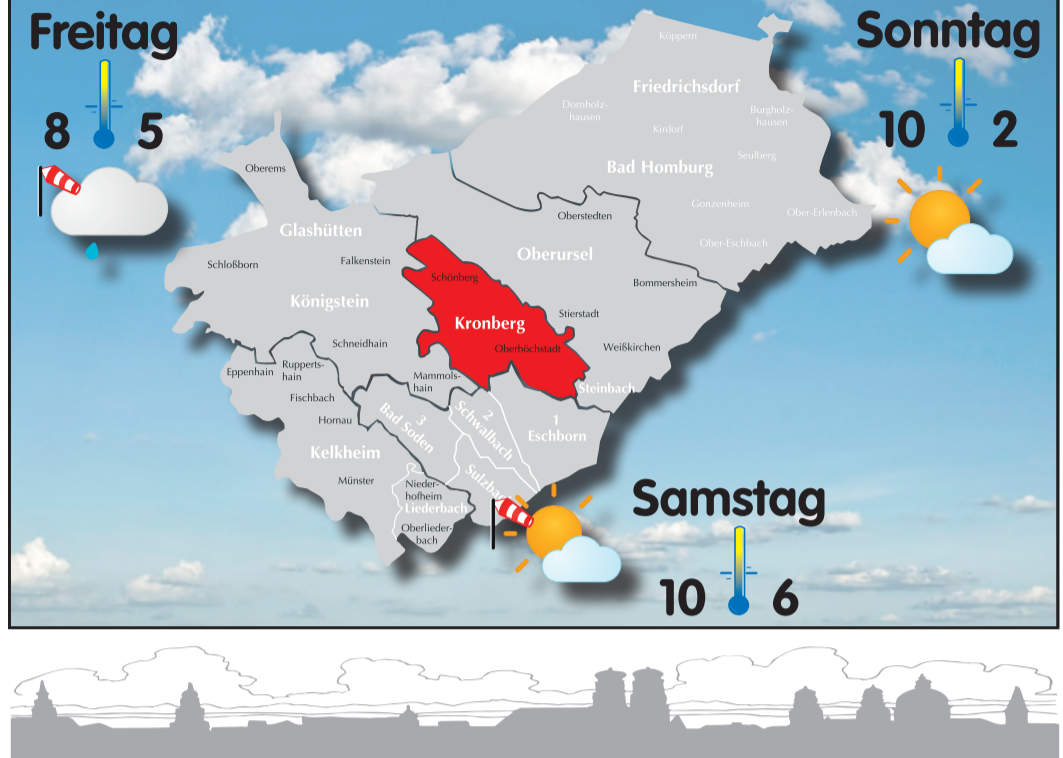 Freitag
8 5
Sonntag
10 2
Köppern
Friedrichsdorf
Dornholz-
hausen
Burgholz-
hausen
Kirdorf
Seulberg
Bad Homburg
Gonzenheim
Ober-Erlenbach
Ober-Eschbach
Oberems
Oberstedten
Glashütten
Oberursel
Schloßborn
Falkenstein
Schönberg
Bommersheim
Königstein
Kronberg
Stierstadt
Schneidhain
Oberhöchstadt
Weißkirchen
Eppenhain
Rupperts-
hain
Mammols-
hain
Steinbach
Fischbach
Hornau
3
Bad Soden
2
Schwalbach
1
Eschborn
Kelkheim
Münster
Sulzbach
Nieder-
hofheim
Liederbach
Oberlieder-
bach
Samstag
10 6